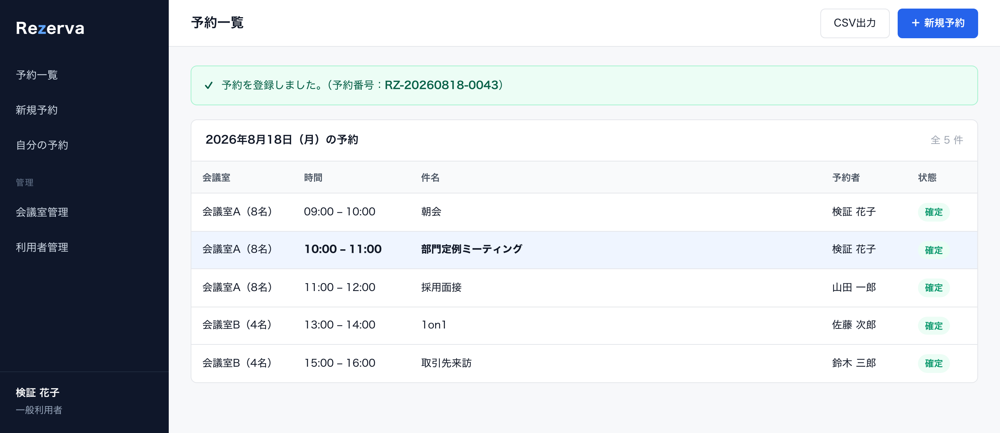 Rezerva
予約一覧
新規予約
自分の予約
管理
会議室管理
利用者管理
検証 花子
一般利用者
予約一覧
CSV出力
+ 新規予約
✓ 予約を登録しました。（予約番号：RZ-20260818-0043）
2026年8月18日（月）の予約 全 5 件
会議室 時間 件名 予約者 状態
会議室A（8名） 09:00 – 10:00 朝会 検証 花子 確定
会議室A（8名） 10:00 – 11:00 部門定例ミーティング 検証 花子 確定
会議室A（8名） 11:00 – 12:00 採用面接 山田 一郎 確定
会議室B（4名） 13:00 – 14:00 1on1 佐藤 次郎 確定
会議室B（4名） 15:00 – 16:00 取引先来訪 鈴木 三郎 確定